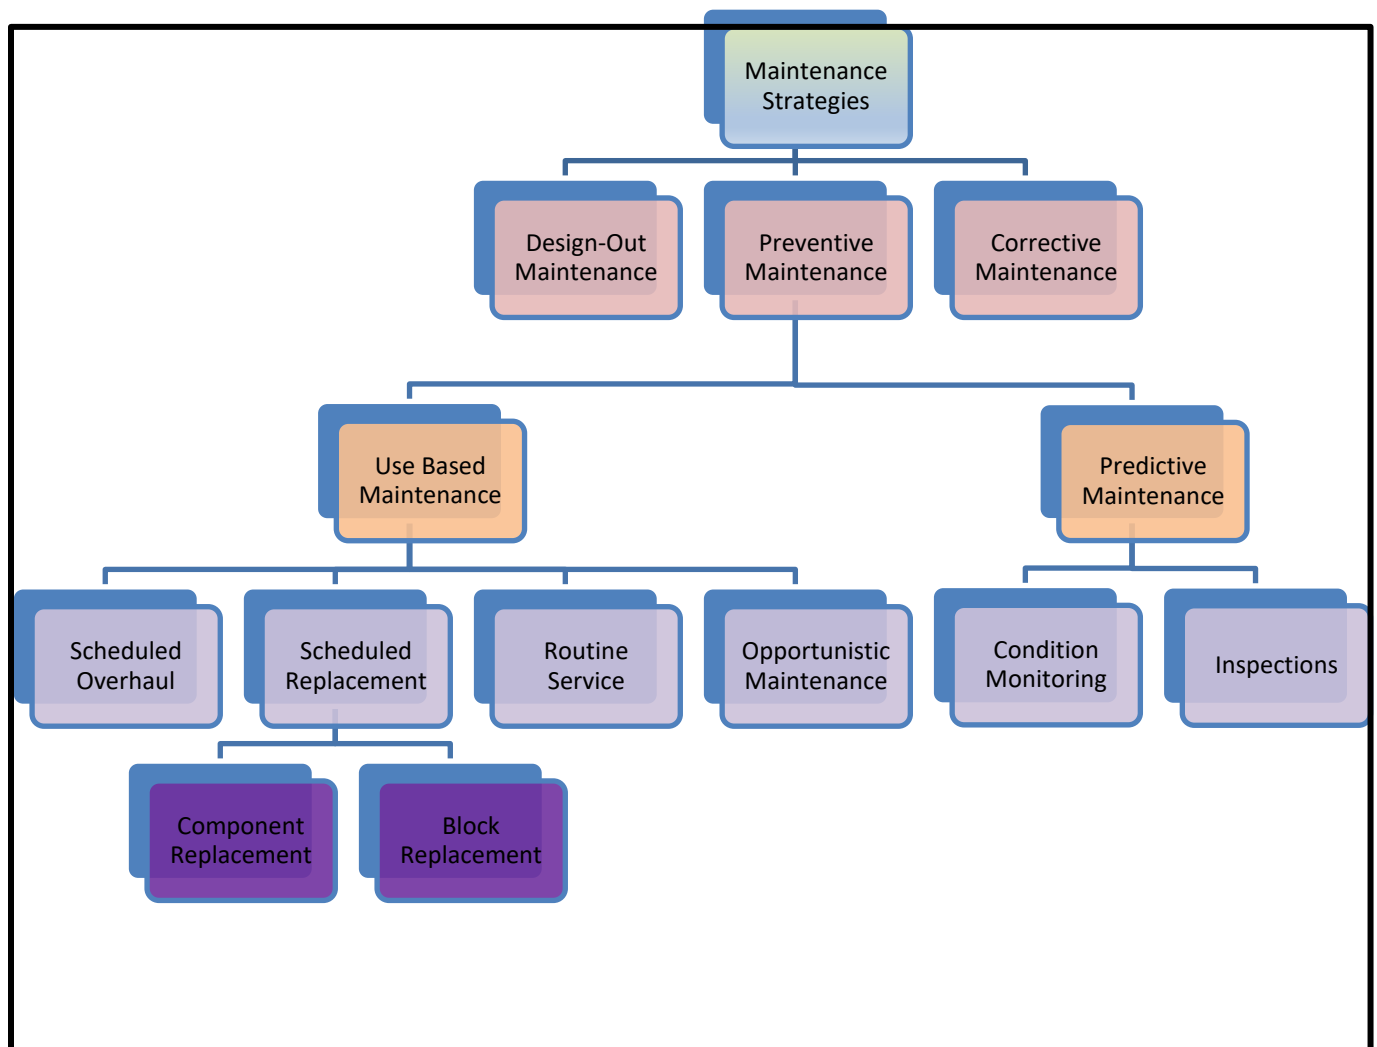 Maintenance
Strategies
Design-Out
Maintenance
Preventive
Maintenance
Corrective
Maintenance
Use Based
Maintenance
Predictive
Maintenance
Scheduled
Overhaul
Scheduled
Replacement
Routine
Service
Opportunistic
Maintenance
Condition
Monitoring
Inspections
Component
Replacement
Block
Replacement